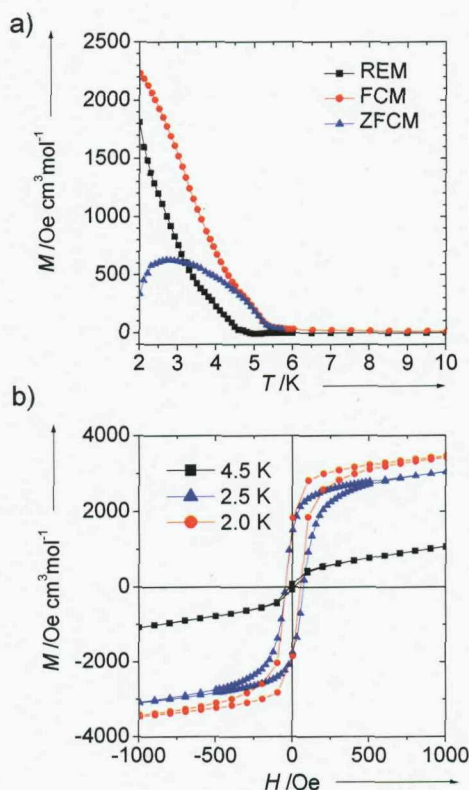 a)
2500
2000
1500
1000
500
0
M /Oe cm³mol⁻¹
REM
FCM
ZFCM
2 3 4 5 6 7 8 9 10
T /K
b)
4000
2000
0
-2000
-4000
M /Oe cm³mol⁻¹
4.5 K
2.5 K
2.0 K
-1000 -500 0 500 1000
H /Oe